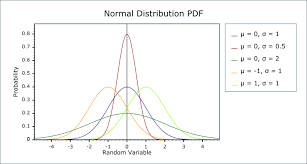 Normal Distribution PDF
μ = 0, σ = 1
μ = 0, σ = 0.5
μ = 0, σ = 2
μ = -1, σ = 1
μ = 1, σ = 1
Probability
0.8
0.7
0.6
0.5
0.4
0.3
0.2
0.1
0
-4 -3 -2 -1 0 1 2 3 4
Random Variable